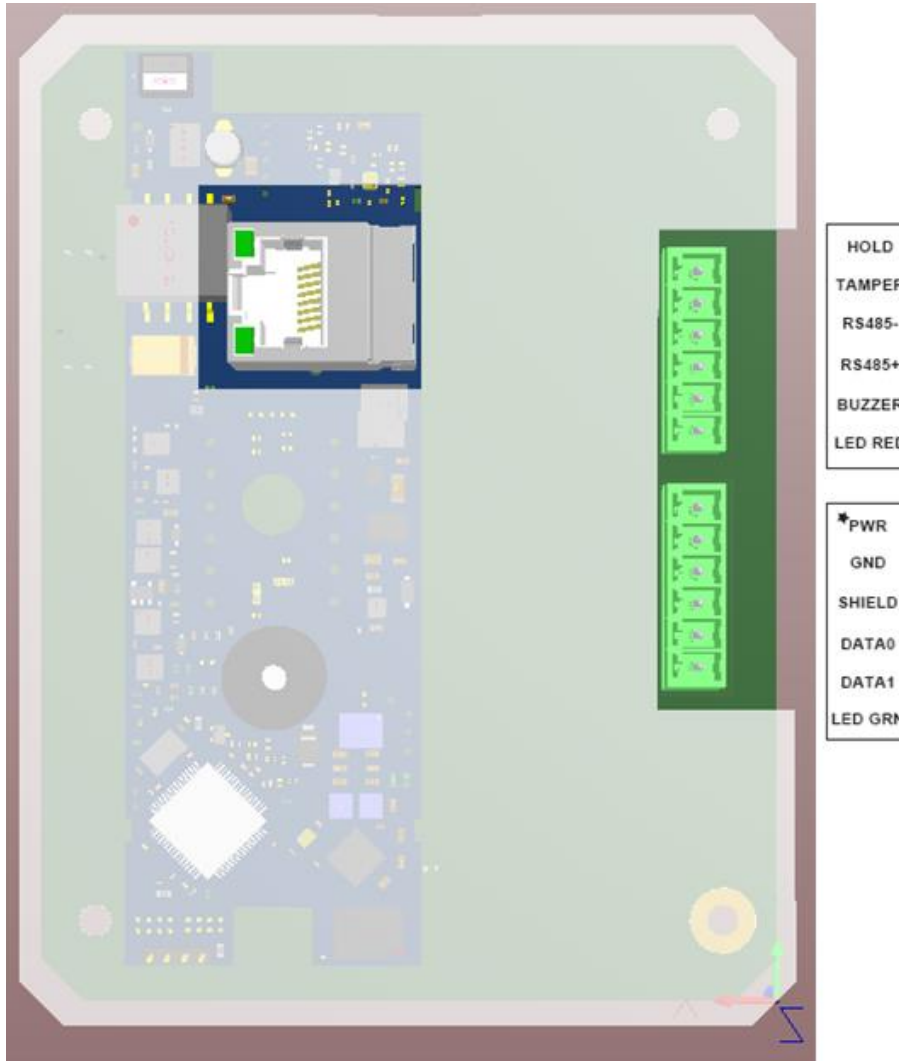 HOLD
TAMPER
RS485-
RS485+
BUZZER
LED RED
*PWR
GND
SHIELD
DATA0
DATA1
LED GRN